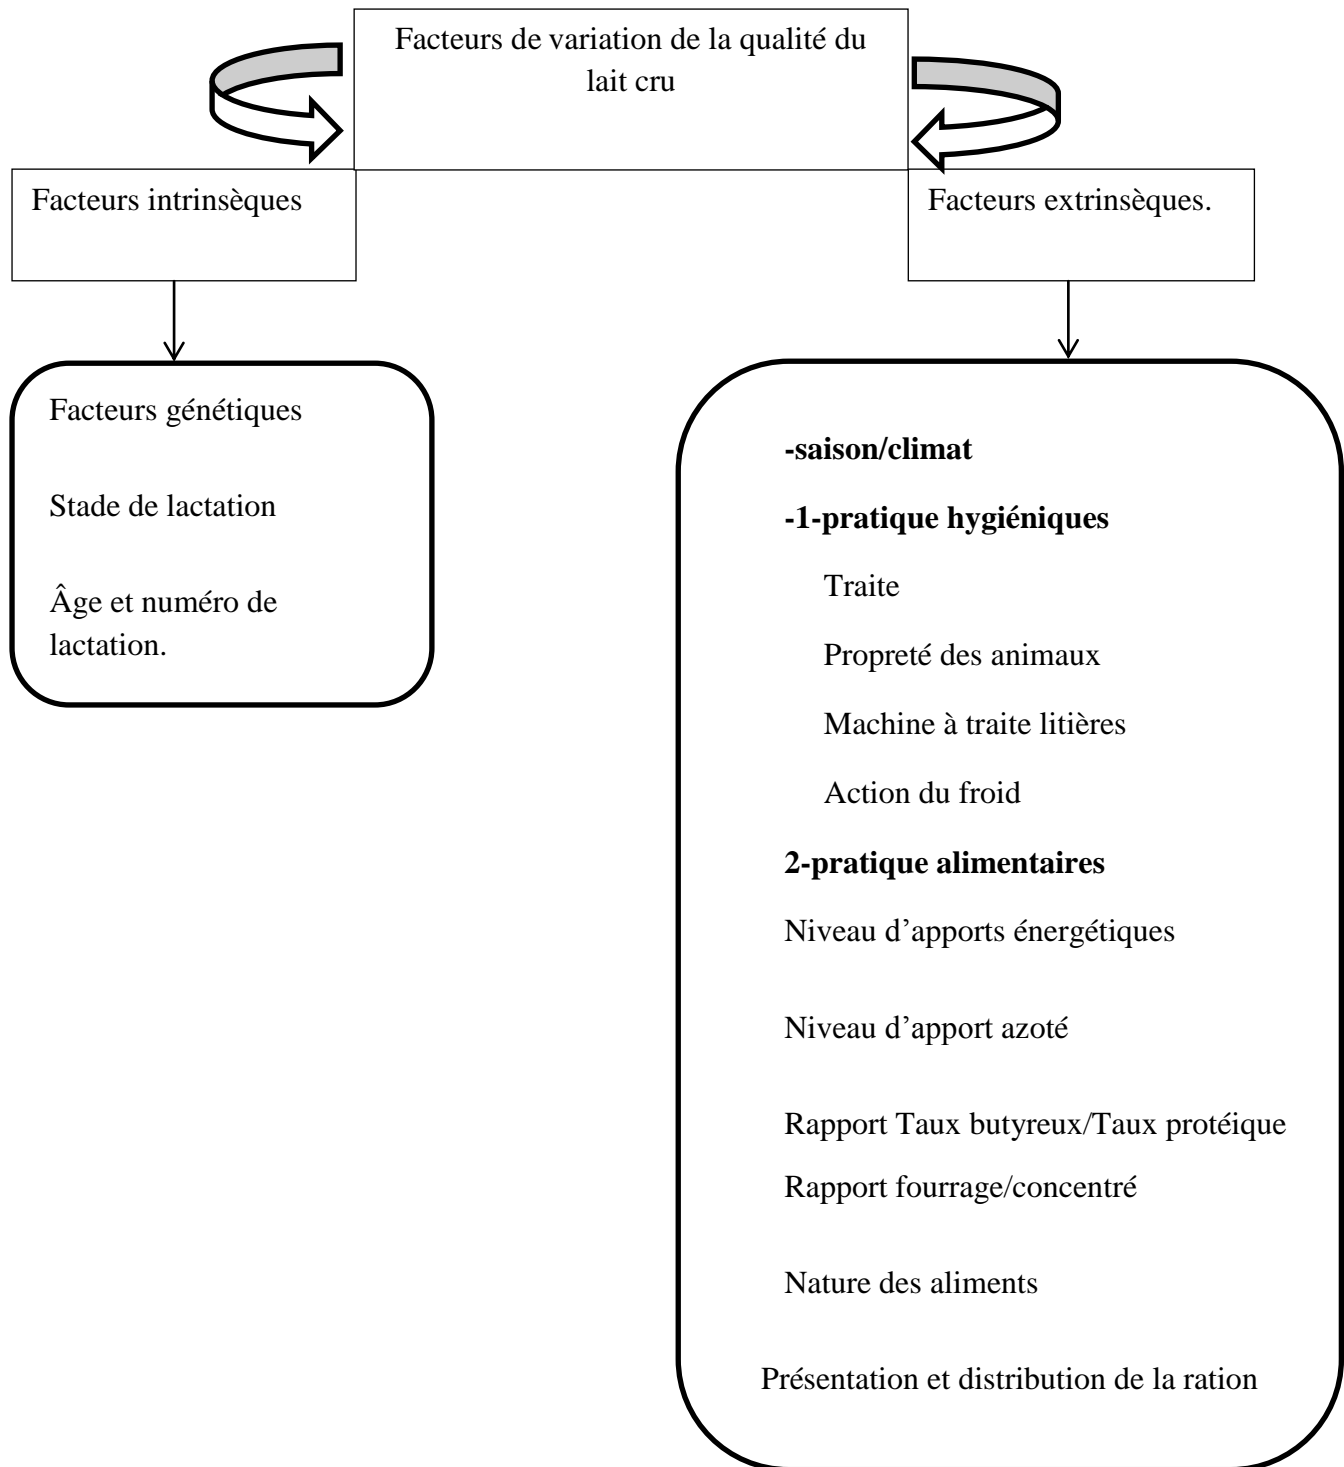 Facteurs de variation de la qualité du
lait cru
Facteurs intrinsèques
Facteurs extrinsèques.
Facteurs génétiques
Stade de lactation
Âge et numéro de
lactation.
-saison/climat
-1-pratique hygiéniques
Traite
Propreté des animaux
Machine à traite litières
Action du froid
2-pratique alimentaires
Niveau d’apports énergétiques
Niveau d’apport azoté
Rapport Taux butyreux/Taux protéique
Rapport fourrage/concentré
Nature des aliments
Présentation et distribution de la ration